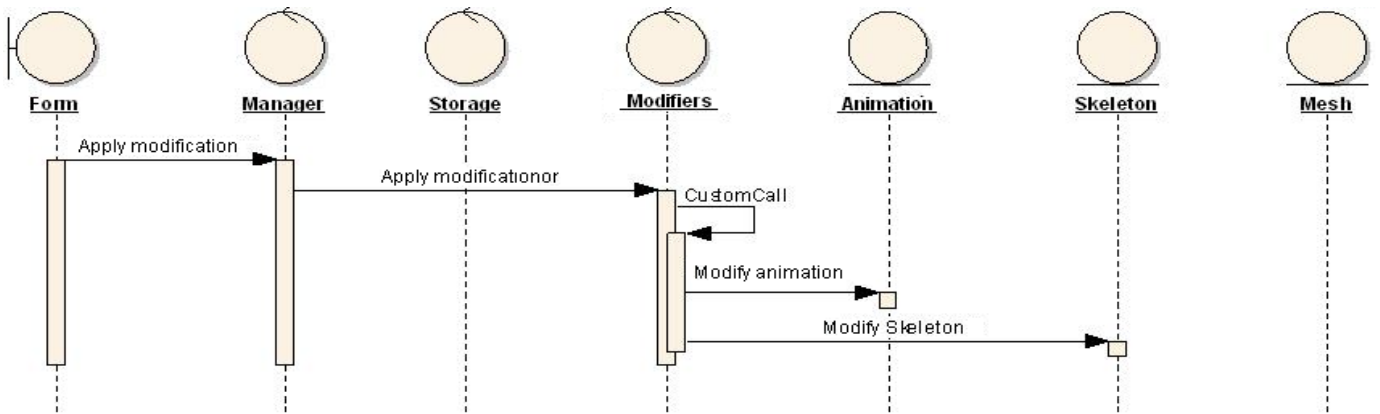 Form Manager Storage Modifiers Animation Skeleton Mesh
Apply modification
Apply modificationor
CustomCall
Modify animation
Modify Skeleton